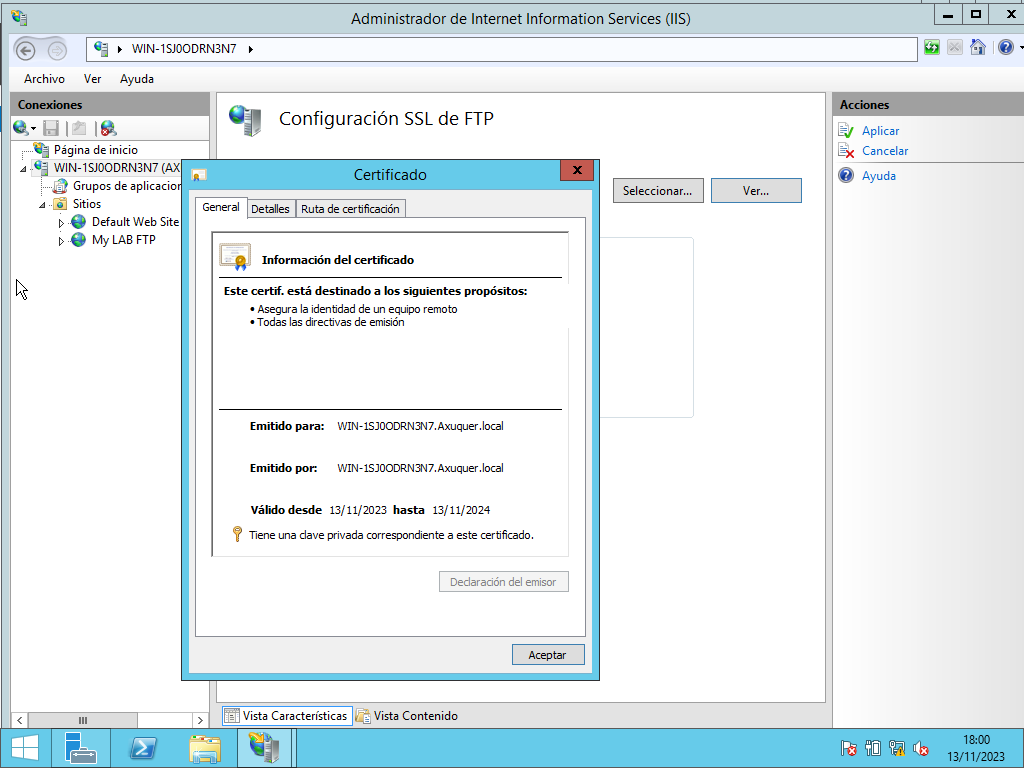 Administrador de Internet Information Services (IIS)
WIN-1SJ0ODRN3N7
Archivo Ver Ayuda
Conexiones
Página de inicio
WIN-1SJ0ODRN3N7 (AX
Grupos de aplicacion
Sitios
Default Web Site
My LAB FTP
Configuración SSL de FTP
Seleccionar...
Ver...
Certificado
General
Detalles
Ruta de certificación
Información del certificado
Este certif. está destinado a los siguientes propósitos:
• Asegura la identidad de un equipo remoto
• Todas las directivas de emisión
Emitido para: WIN-1SJ0ODRN3N7.Axuquer.local
Emitido por: WIN-1SJ0ODRN3N7.Axuquer.local
Válido desde 13/11/2023 hasta 13/11/2024
Tiene una clave privada correspondiente a este certificado.
Declaración del emisor
Aceptar
Acciones
Aplicar
Cancelar
Ayuda
Vista Características
Vista Contenido
18:00
13/11/2023